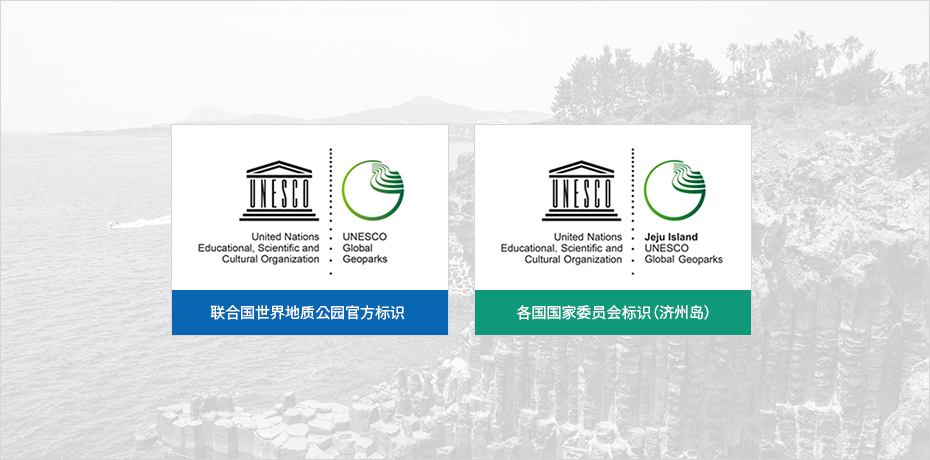 UNESCO
United Nations
Educational, Scientific and
Cultural Organization
UNESCO
Global
Geoparks
联合国世界地质公园官方标识
UNESCO
United Nations
Educational, Scientific and
Cultural Organization
Jeju Island
UNESCO
Global Geoparks
各国国家委员会标识(济州岛)